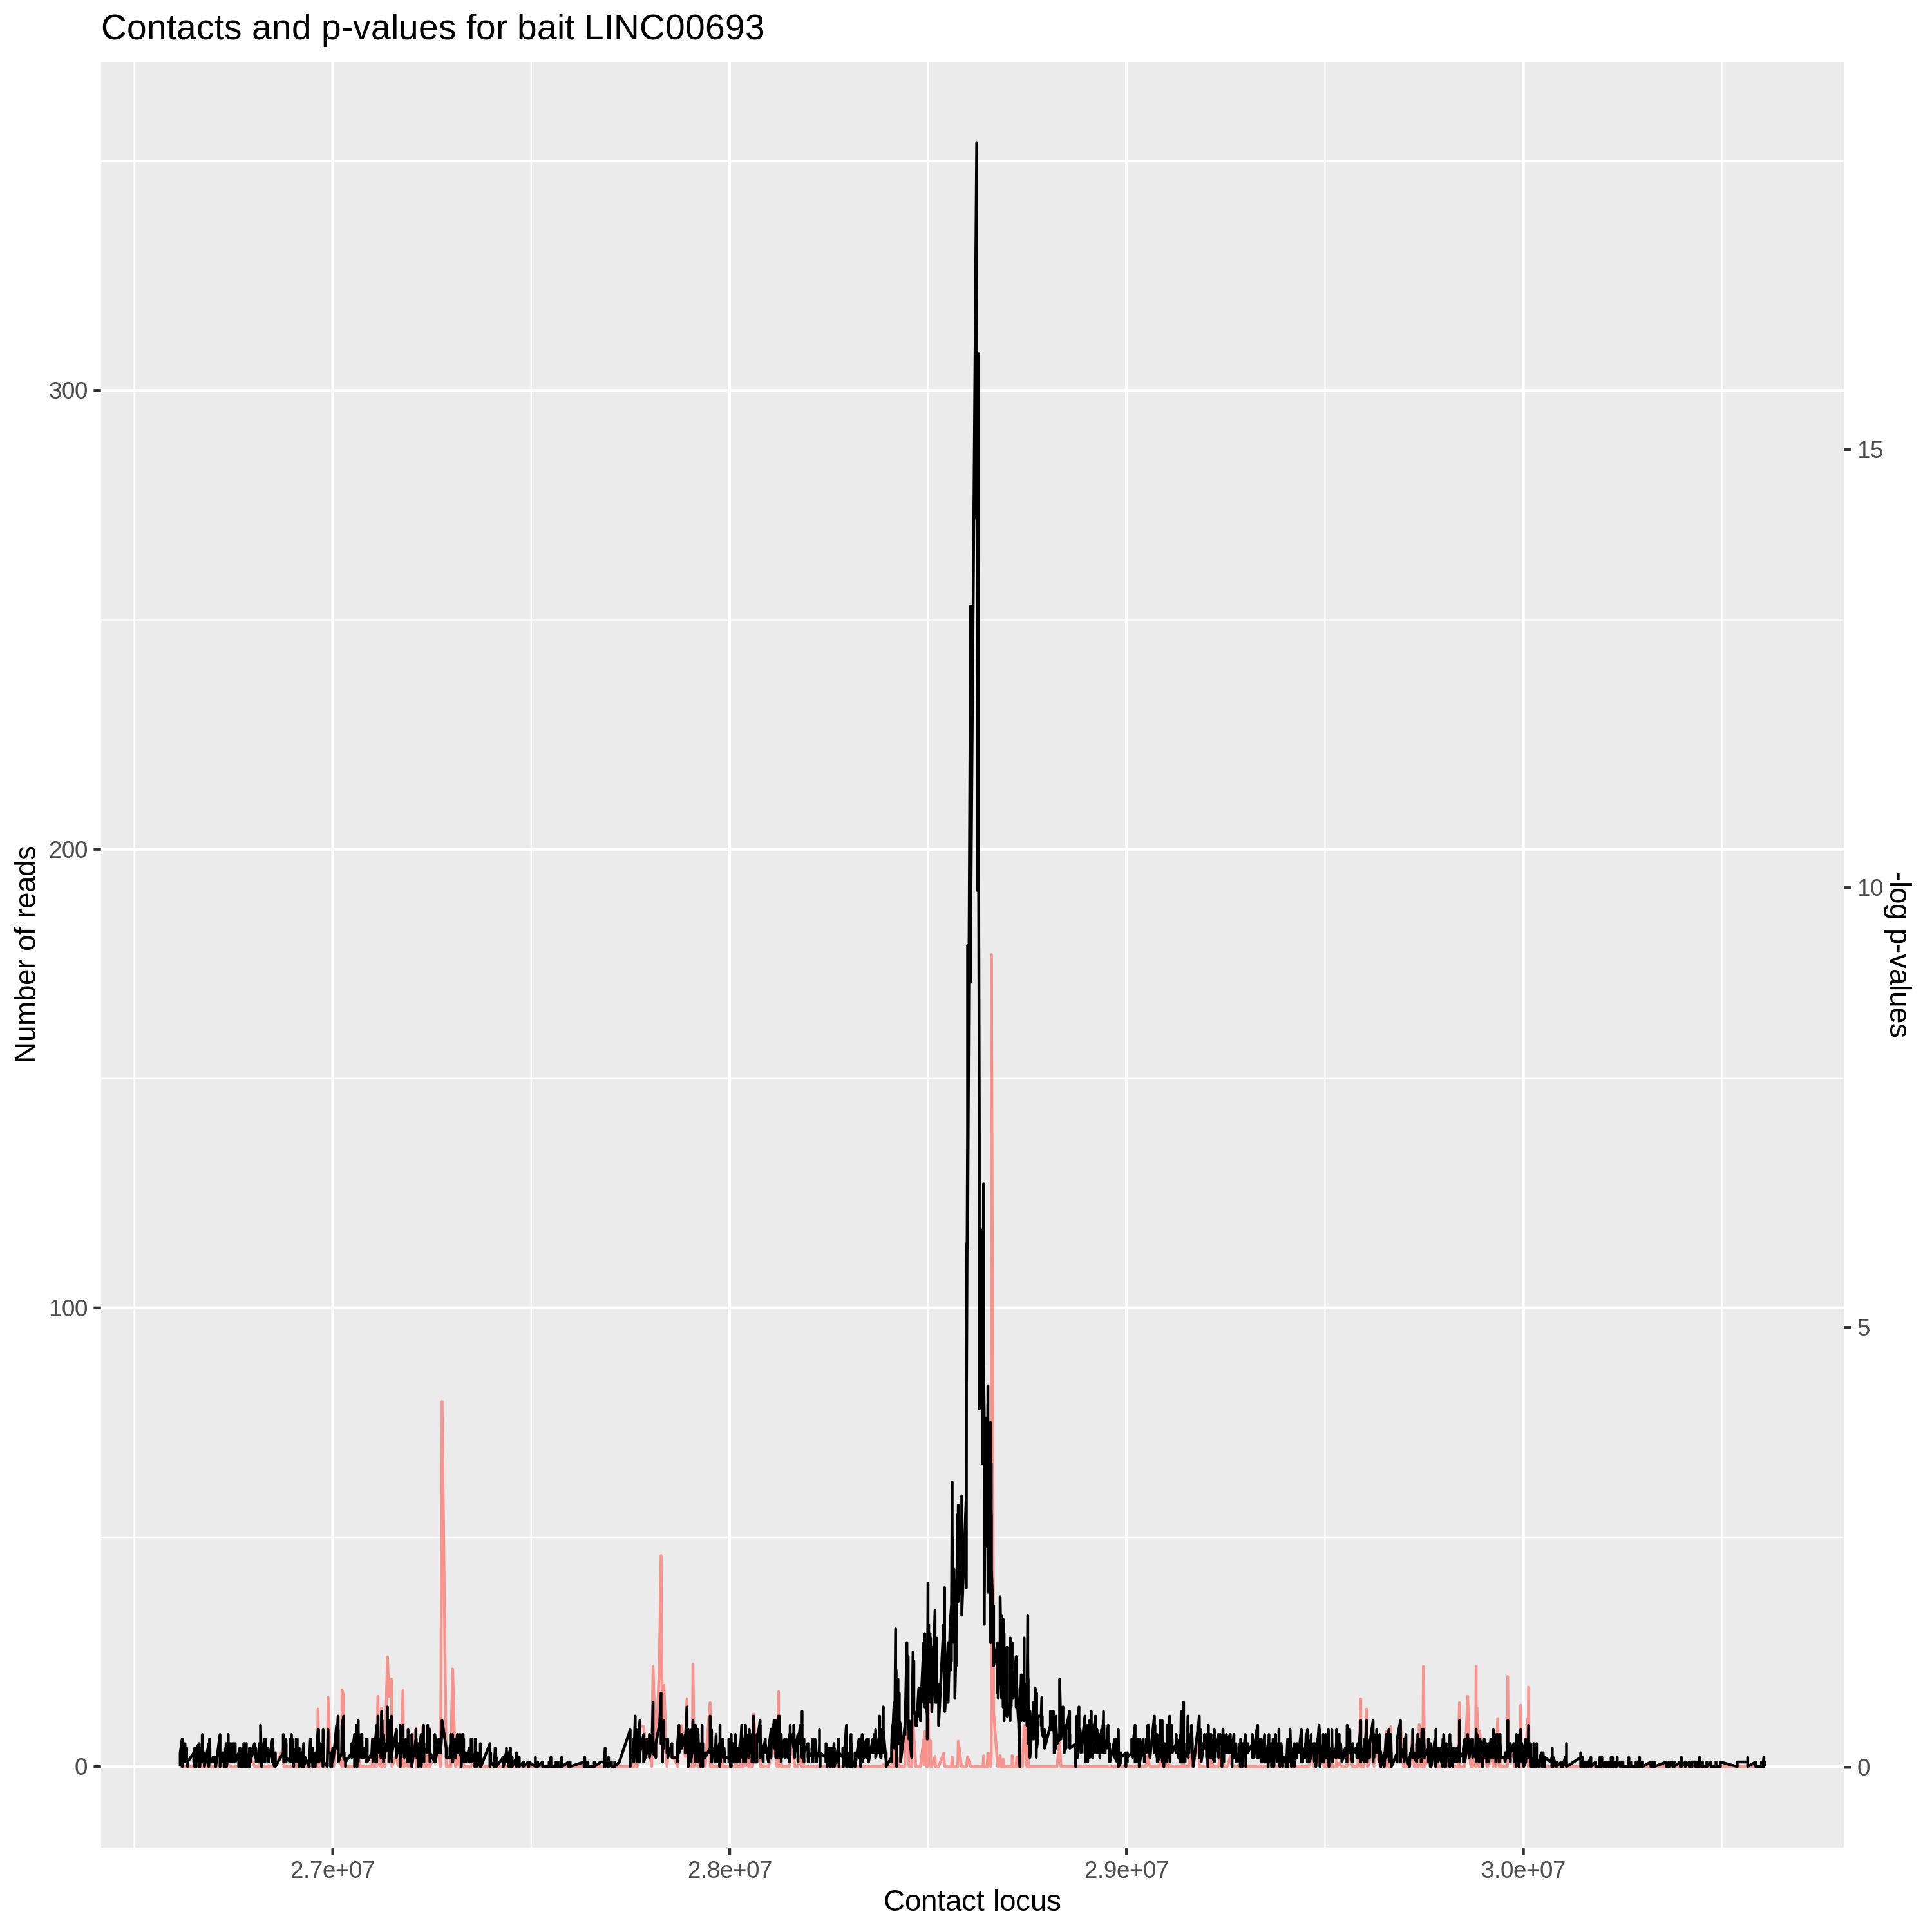 Contacts and p-values for bait LINC00693
Number of reads
300
200
100
0
15
10
5
0
-log p-values
2.7e+07 2.8e+07 2.9e+07 3.0e+07
Contact locus